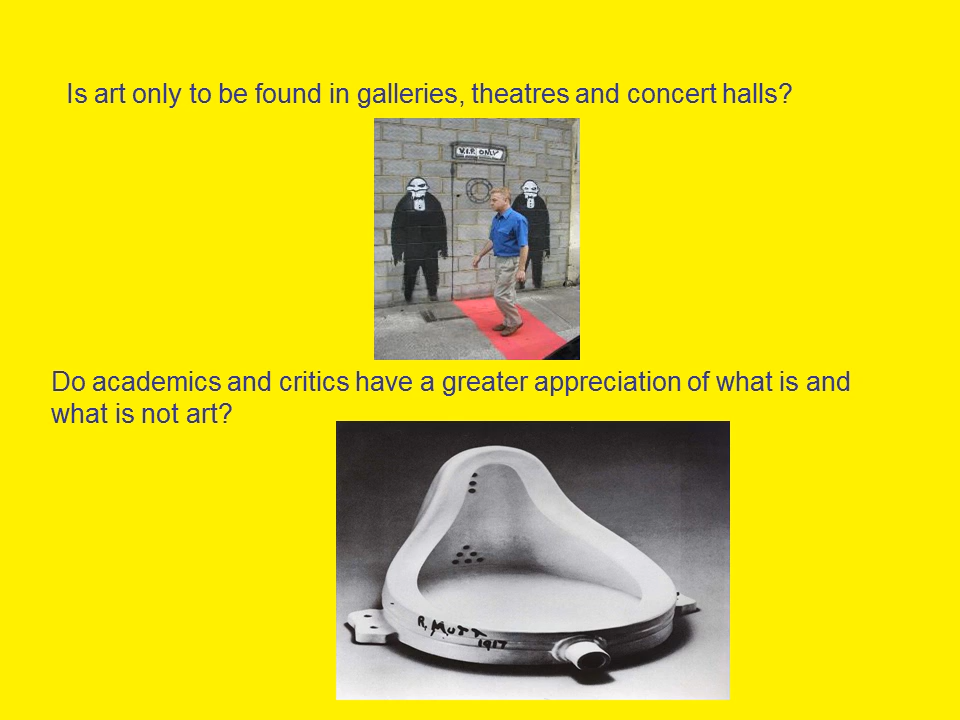 Is art only to be found in galleries, theatres and concert halls?
V.I.P. ONLY
Do academics and critics have a greater appreciation of what is and
what is not art?
R. MUTT
1917